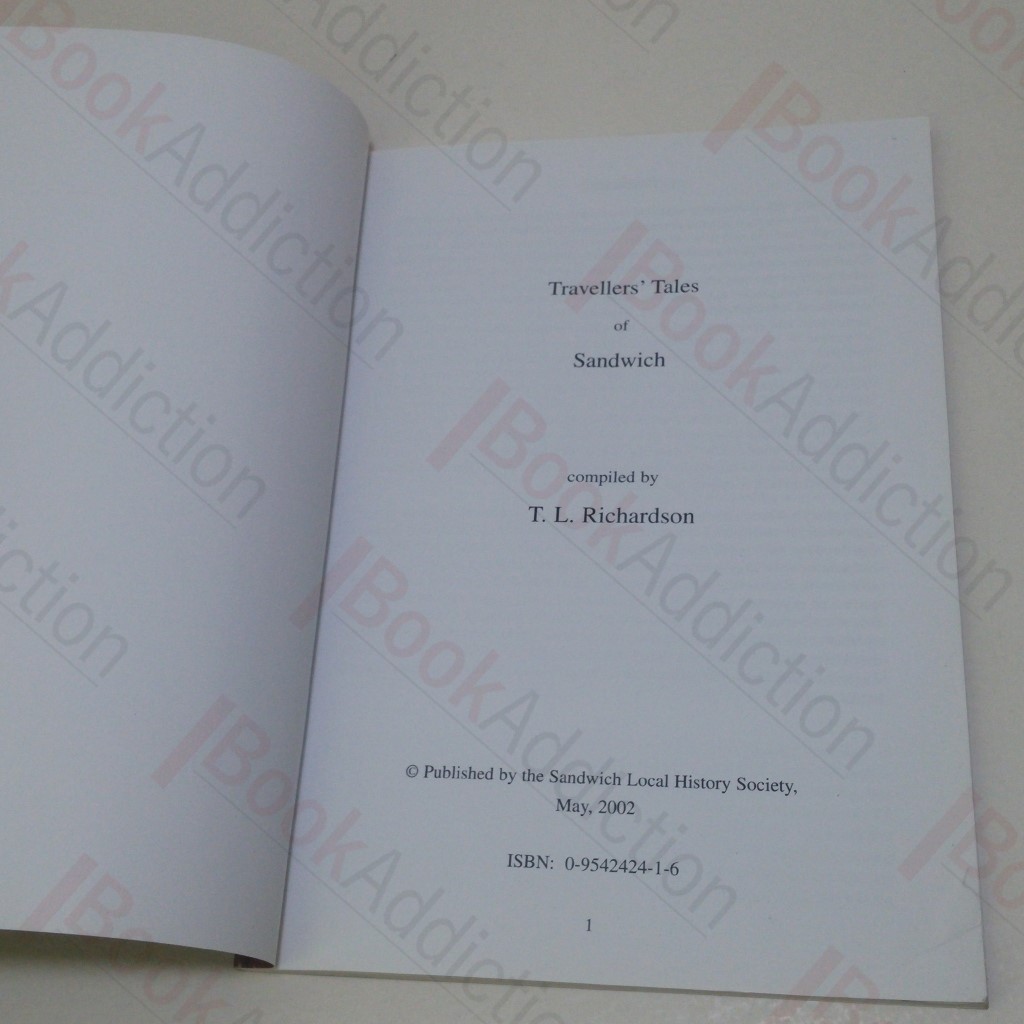 Travellers' Tales
of
Sandwich
compiled by
T. L. Richardson
© Published by the Sandwich Local History Society,
May, 2002
ISBN: 0-9542424-1-6
1
BookAddiction